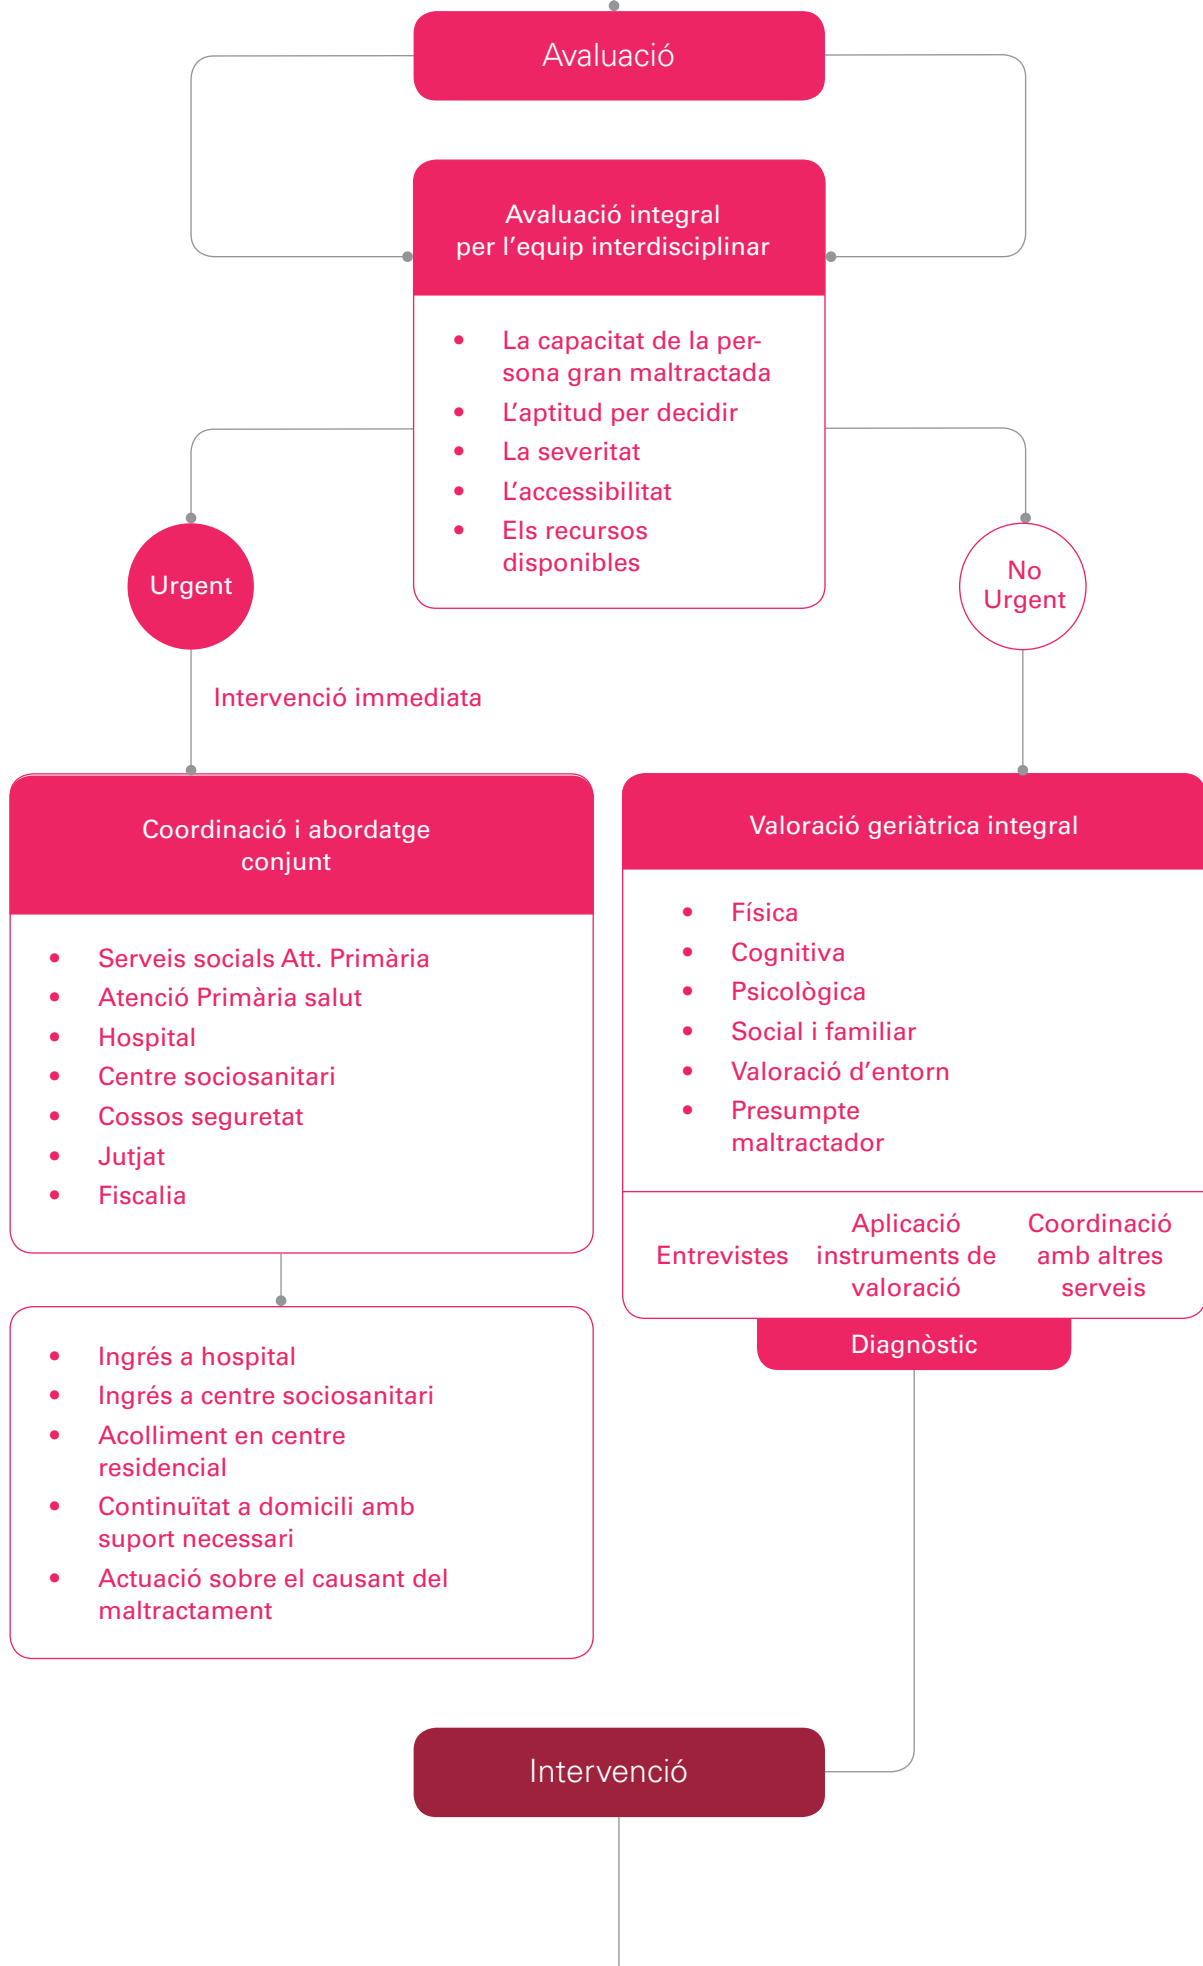 Avaluació
Avaluació integral
per l’equip interdisciplinar
• La capacitat de la per-
sona gran maltractada
• L’aptitud per decidir
• La severitat
• L’accessibilitat
• Els recursos
disponibles
Urgent
No
Urgent
Intervenció immediata
Coordinació i abordatge
conjunt
• Serveis socials Att. Primària
• Atenció Primària salut
• Hospital
• Centre sociosanitari
• Cossos seguretat
• Jutjat
• Fiscalia
• Ingrés a hospital
• Ingrés a centre sociosanitari
• Acolliment en centre
residencial
• Continuïtat a domicili amb
suport necessari
• Actuació sobre el causant del
maltractament
Valoració geriàtrica integral
• Física
• Cognitiva
• Psicològica
• Social i familiar
• Valoració d’entorn
• Presumpte
maltractador
Entrevistes
Aplicació
instruments de
valoració
Coordinació
amb altres
serveis
Diagnòstic
Intervenció